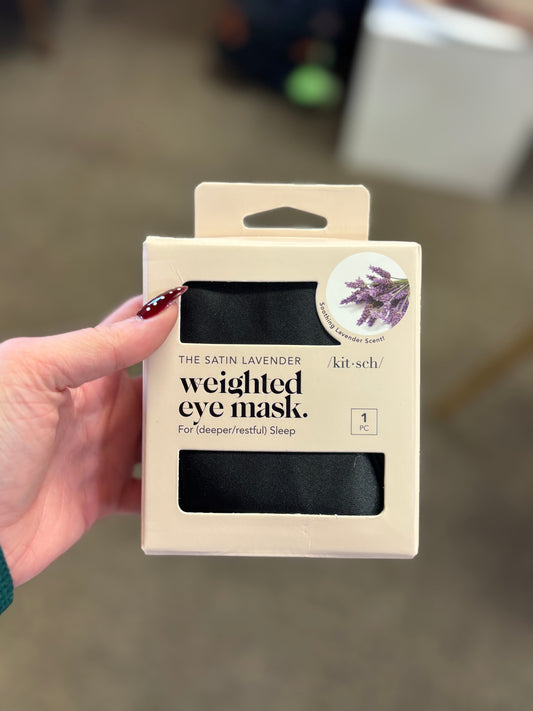 Soothing Lavender Scent!
THE SATIN LAVENDER
/kit•sch/
weighted
eye mask.
For (deeper/restful) Sleep
1
PC